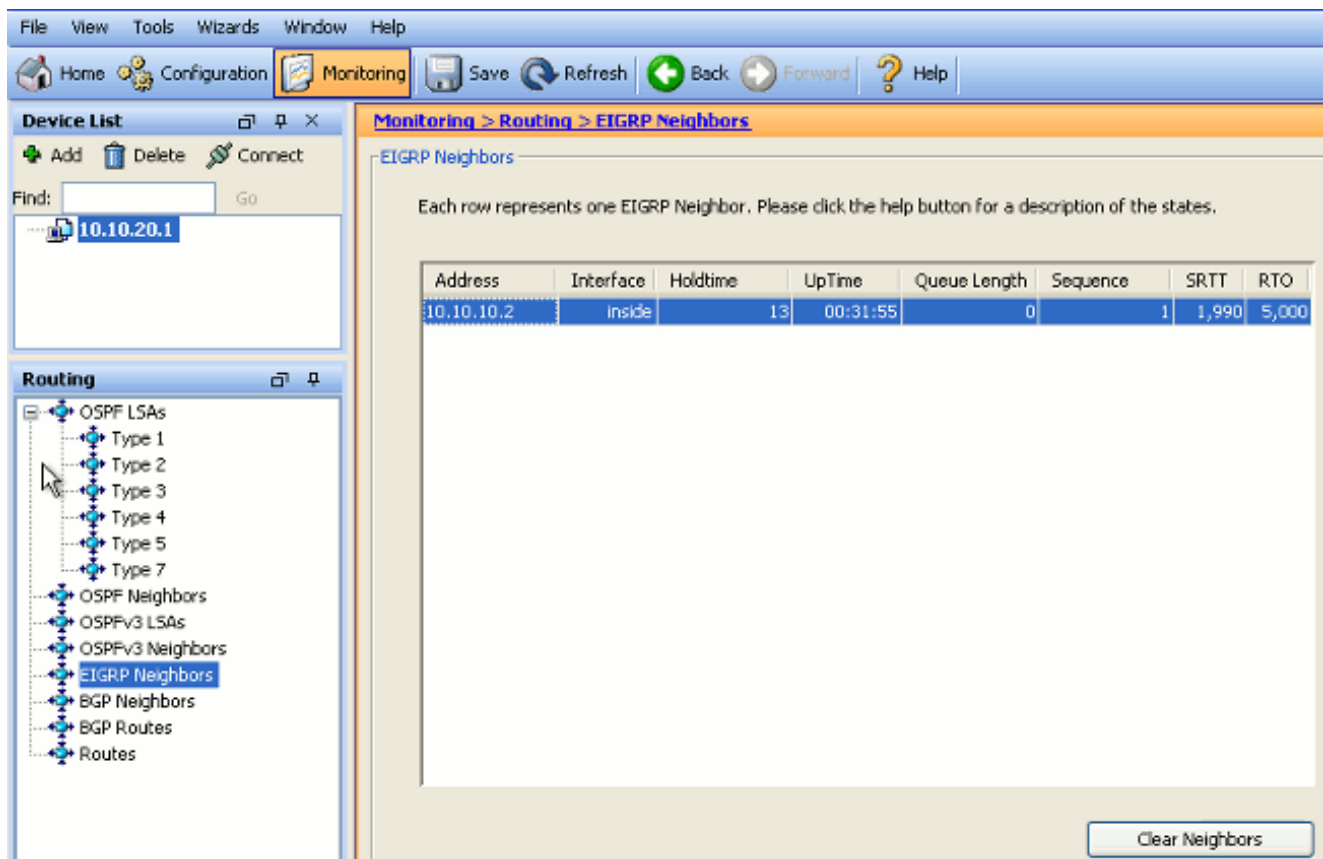 File View Tools Wizards Window Help
Home Configuration Monitoring Save Refresh Back Forward Help
Device List
Add Delete Connect
Find: Go
10.10.20.1
Routing
OSPF LSAs
Type 1
Type 2
Type 3
Type 4
Type 5
Type 7
OSPF Neighbors
OSPFv3 LSAs
OSPFv3 Neighbors
EIGRP Neighbors
BGP Neighbors
BGP Routes
Routes
Monitoring > Routing > EIGRP Neighbors
EIGRP Neighbors
Each row represents one EIGRP Neighbor. Please click the help button for a description of the states.
Address Interface Holdtime UpTime Queue Length Sequence SRTT RTO
10.10.10.2 inside 13 00:31:55 0 1 1,990 5,000
Clear Neighbors